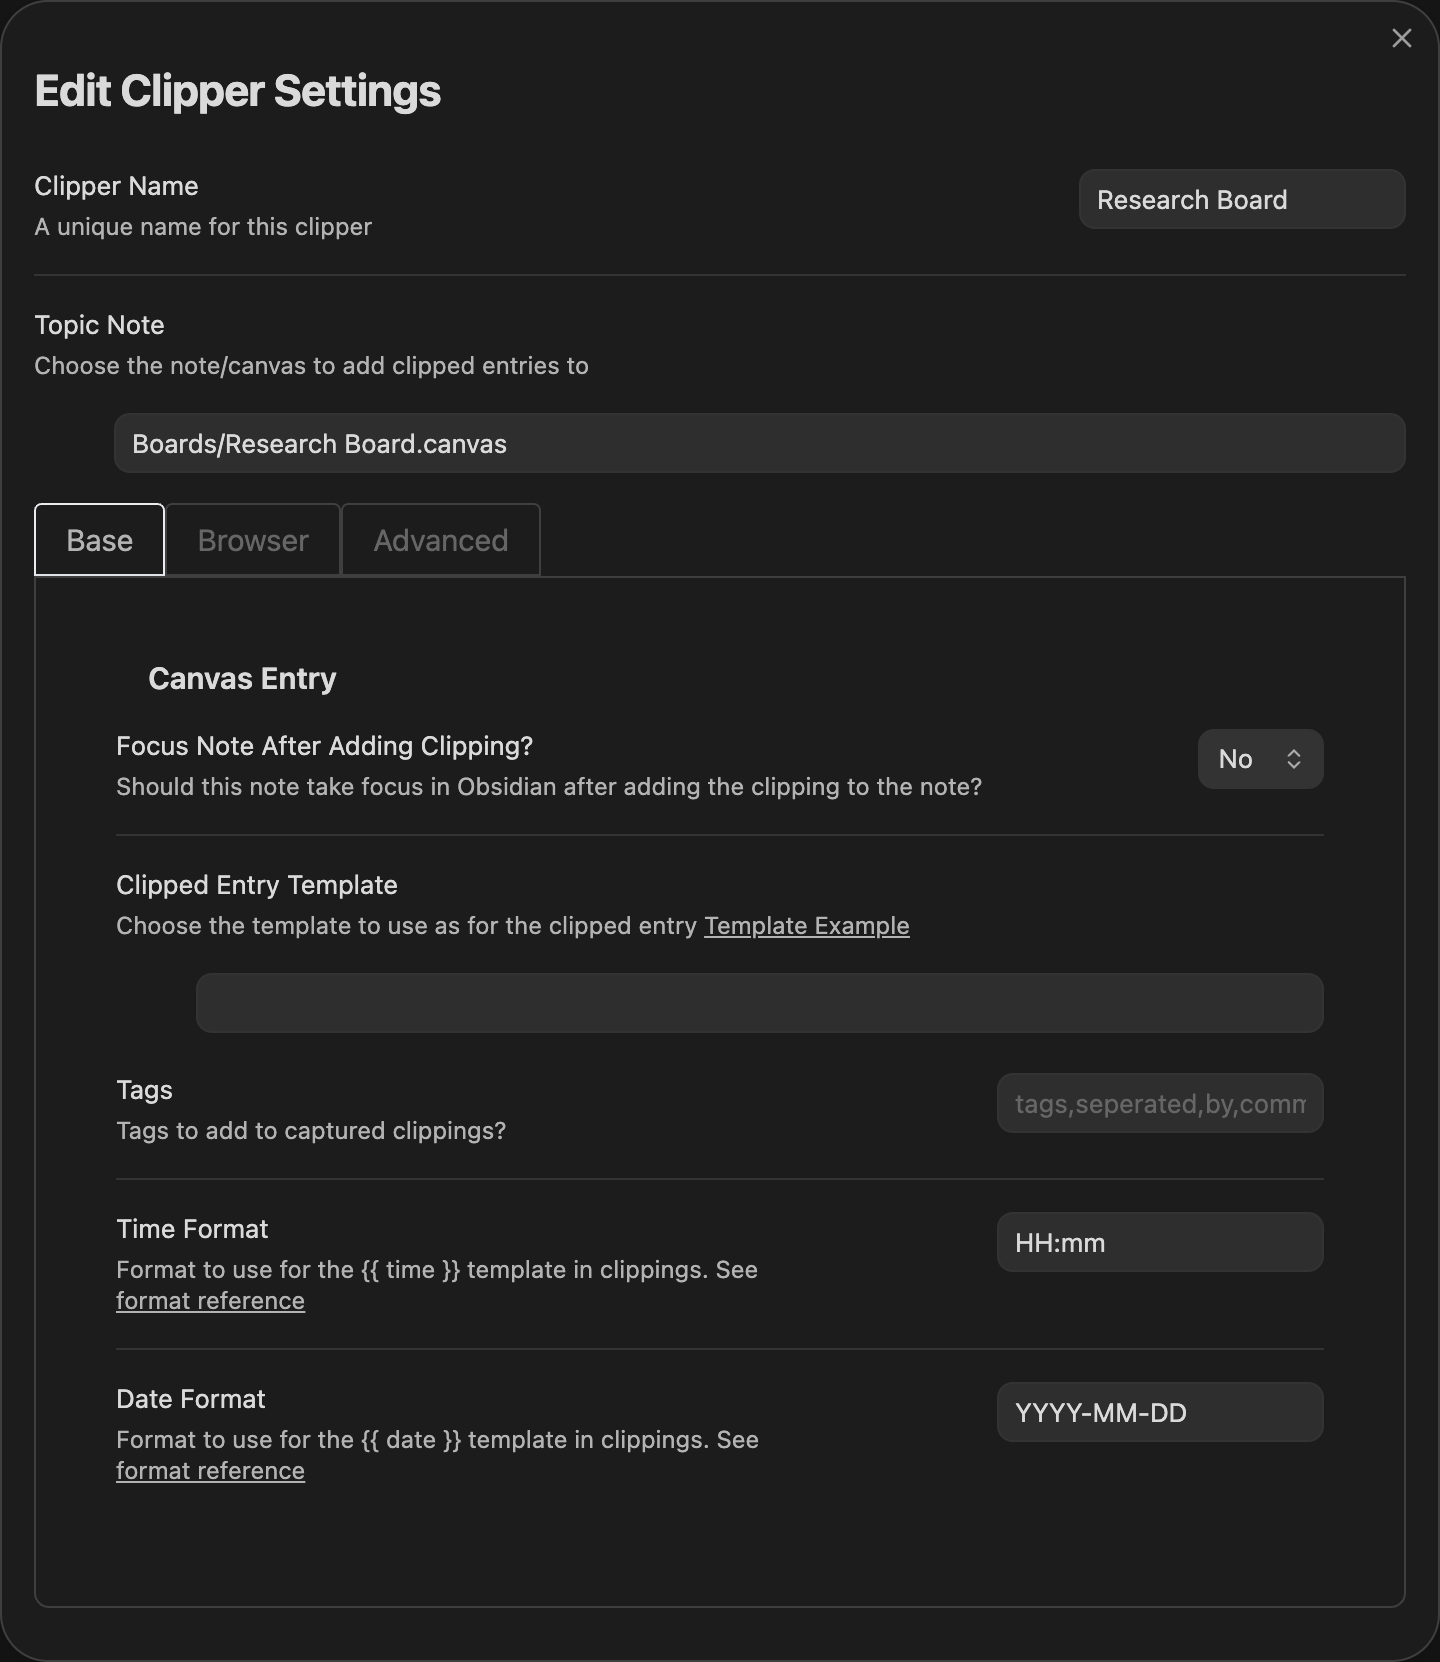 Edit Clipper Settings
Clipper Name
A unique name for this clipper
Research Board
Topic Note
Choose the note/canvas to add clipped entries to
Boards/Research Board.canvas
Base
Browser
Advanced
Canvas Entry
Focus Note After Adding Clipping?
Should this note take focus in Obsidian after adding the clipping to the note?
No
Clipped Entry Template
Choose the template to use as for the clipped entry Template Example
Tags
Tags to add to captured clippings?
tags,seperated,by,comm
Time Format
Format to use for the {{ time }} template in clippings. See
format reference
HH:mm
Date Format
Format to use for the {{ date }} template in clippings. See
format reference
YYYY-MM-DD